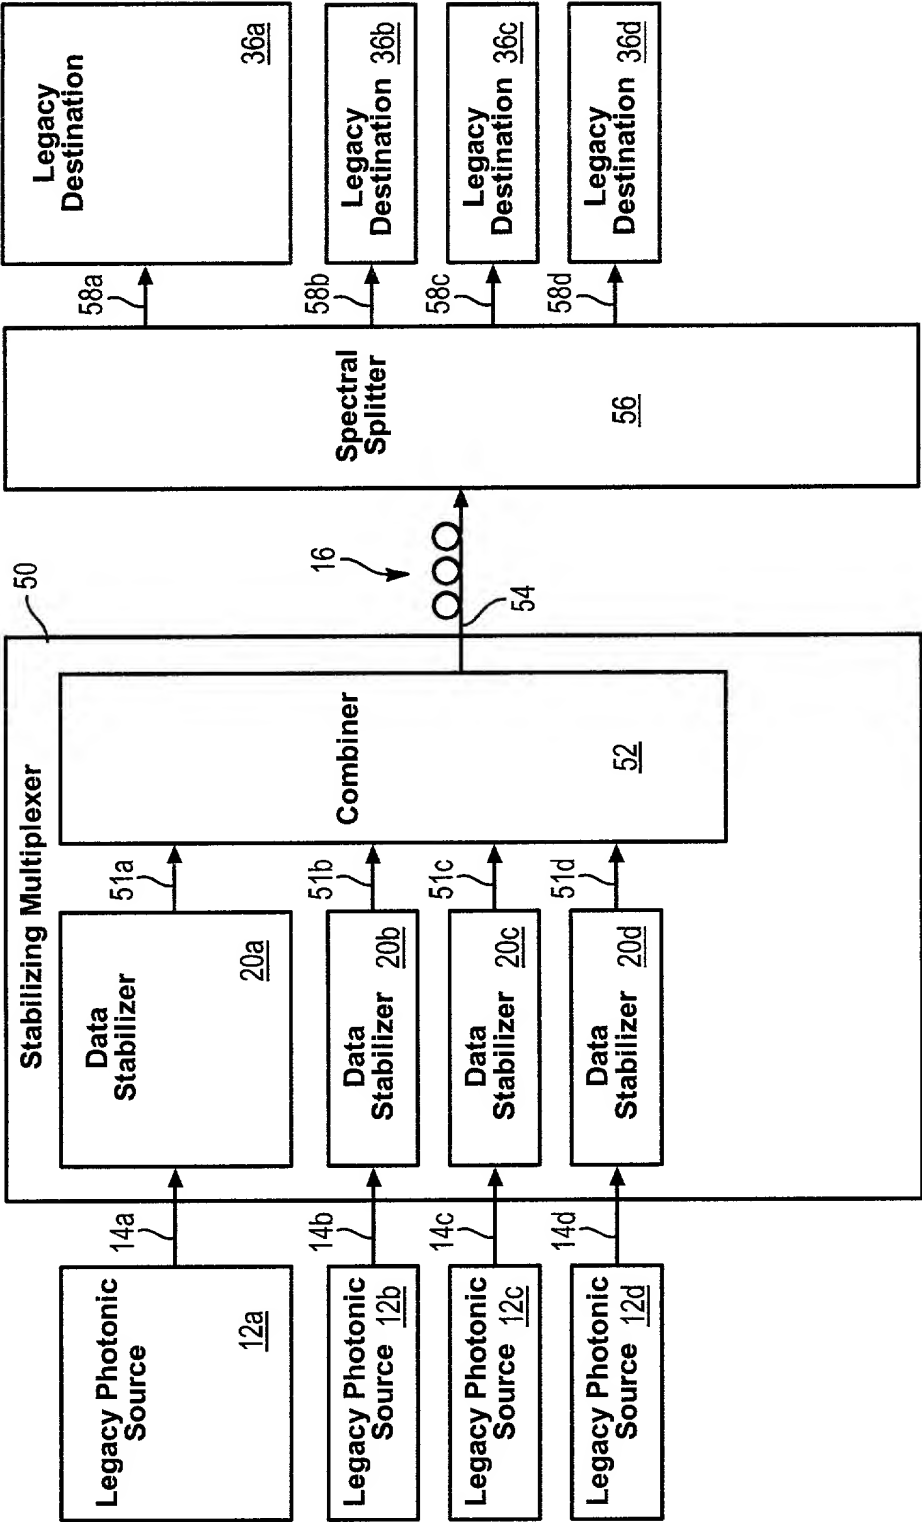 Legacy Photonic
Source
12a
Legacy Photonic
Source 12b
Legacy Photonic
Source 12c
Legacy Photonic
Source 12d
14a
14b
14c
14d
Stabilizing Multiplexer
50
Data
Stabilizer
20a
Data
Stabilizer 20b
Data
Stabilizer 20c
Data
Stabilizer 20d
51a
51b
51c
51d
Combiner
52
54
16
Spectral
Splitter
56
58a
58b
58c
58d
Legacy
Destination
36a
Legacy
Destination 36b
Legacy
Destination 36c
Legacy
Destination 36d